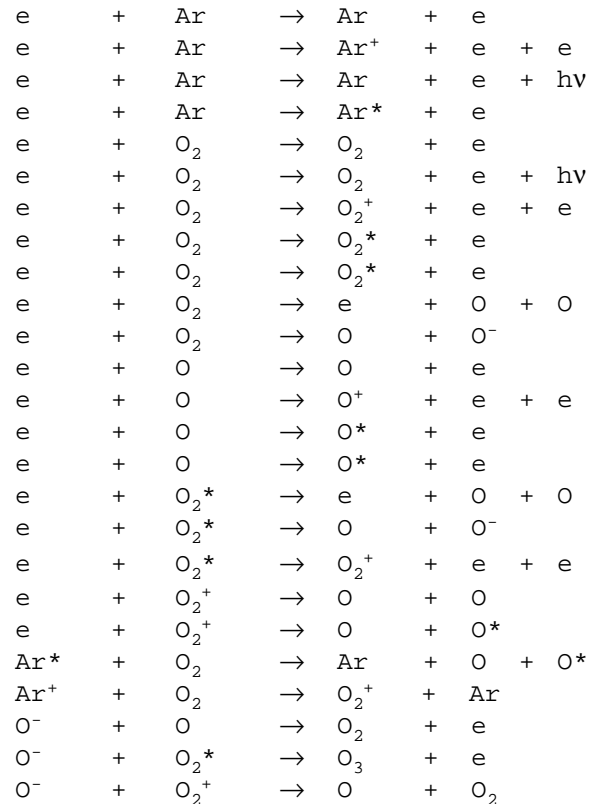 e + Ar → Ar + e
e + Ar → Ar⁺ + e + e
e + Ar → Ar + e + hν
e + Ar → Ar* + e
e + O₂ → O₂ + e
e + O₂ → O₂ + e + hν
e + O₂ → O₂⁺ + e + e
e + O₂ → O₂* + e
e + O₂ → O₂* + e
e + O₂ → e + O + O
e + O₂ → O + O⁻
e + O → O + e
e + O → O⁺ + e + e
e + O → O* + e
e + O → O* + e
e + O₂* → e + O + O
e + O₂* → O + O⁻
e + O₂* → O₂⁺ + e + e
e + O₂⁺ → O + O
e + O₂⁺ → O + O*
Ar* + O₂ → Ar + O + O*
Ar⁺ + O₂ → O₂⁺ + Ar
O⁻ + O → O₂ + e
O⁻ + O₂* → O₃ + e
O⁻ + O₂⁺ → O + O₂